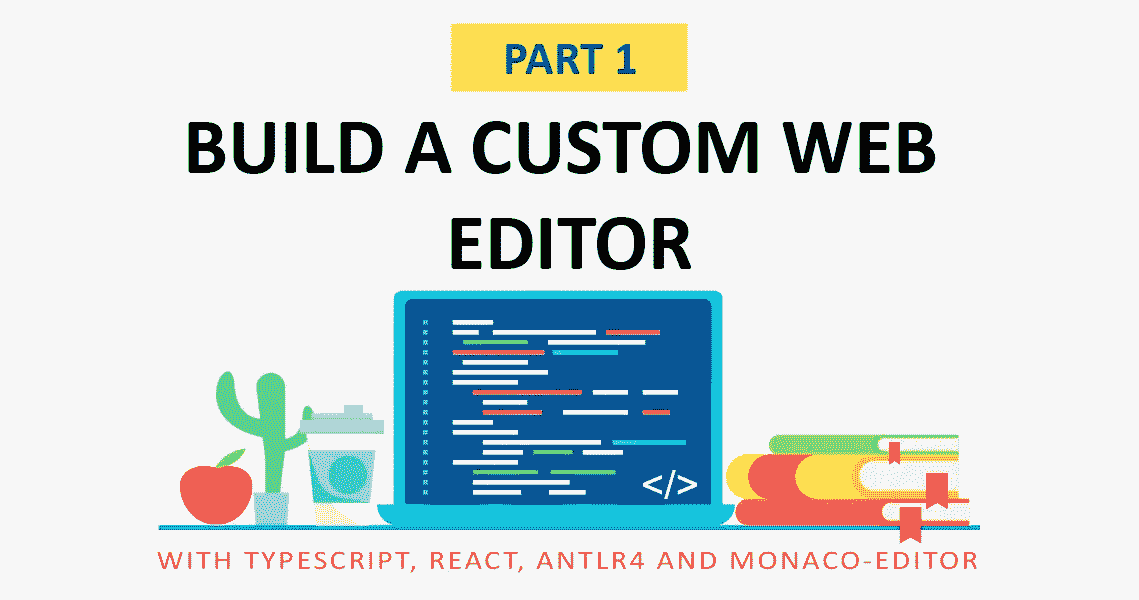 PART 1
BUILD A CUSTOM WEB
EDITOR
</>
WITH TYPESCRIPT, REACT, ANTLR4 AND MONACO-EDITOR